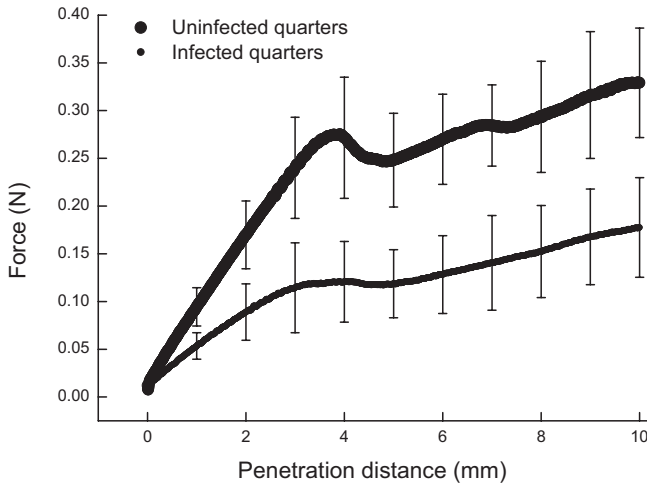 0.40
Uninfected quarters
Infected quarters
0.35
0.30
0.25
0.20
0.15
0.10
0.05
0.00
Force (N)
0 2 4 6 8 10
Penetration distance (mm)